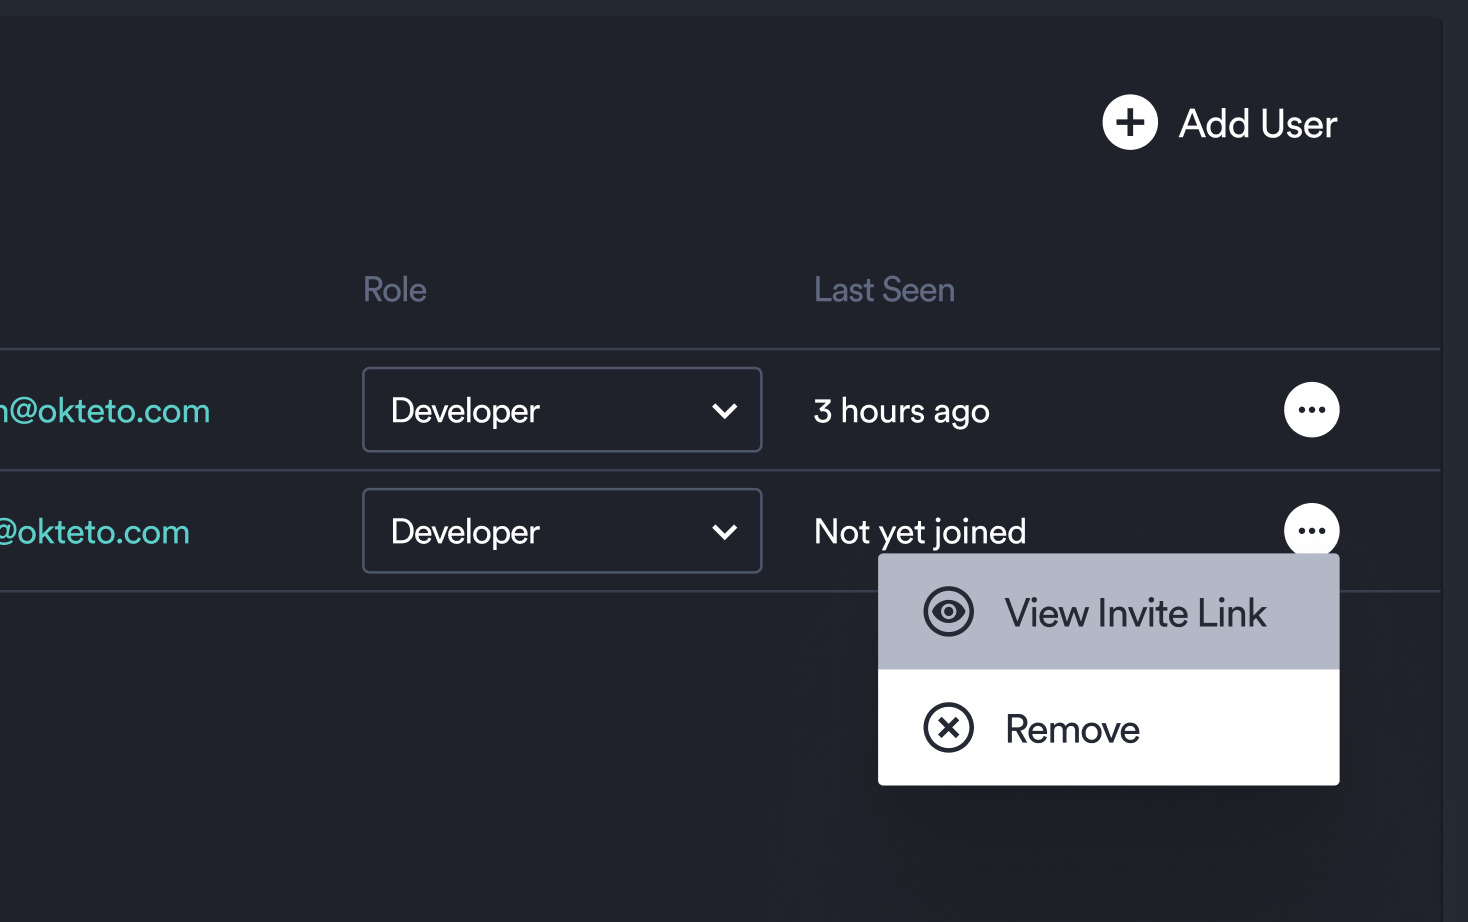 Add User
Role Last Seen
@okteto.com Developer 3 hours ago
@okteto.com Developer Not yet joined
View Invite Link
Remove